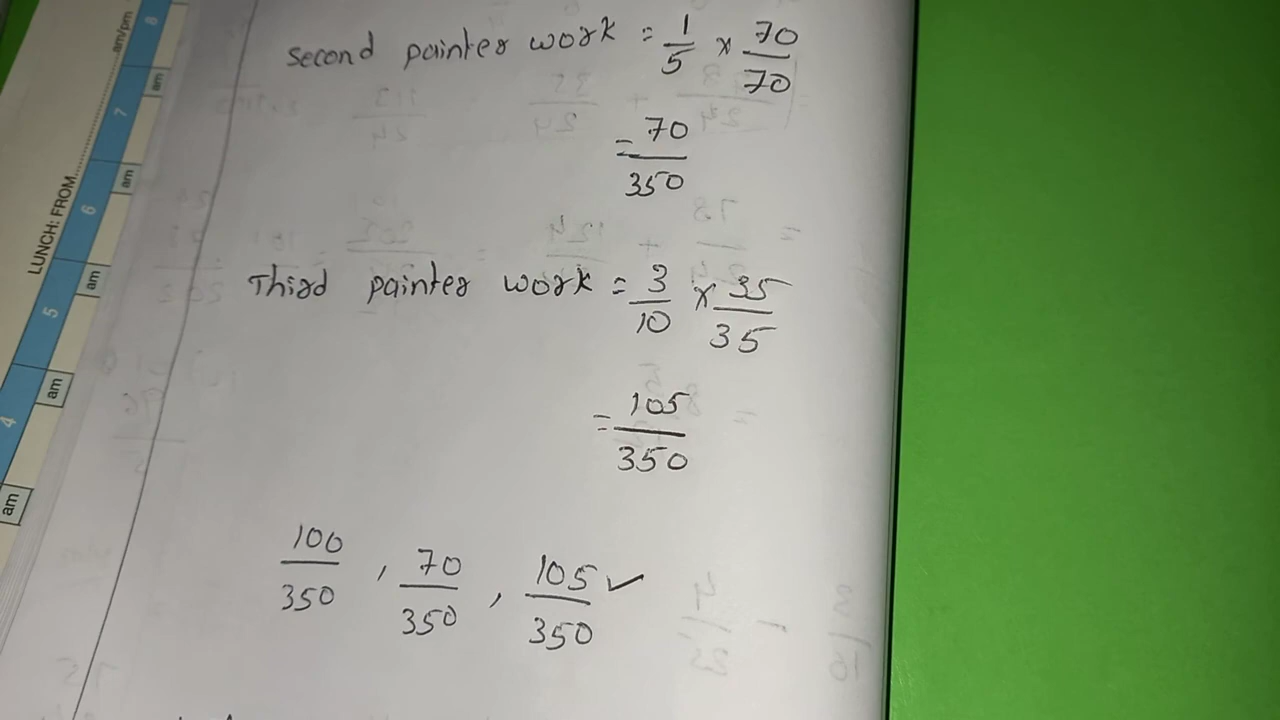 second painter work = 1/5 × 70/70
= 70/350
Third painter work = 3/10 × 35/35
= 105/350
100/350 , 70/350 , 105/350 ✓
LUNCH: FROM..................am/pm
am 4 am 5 am 6 am 7 am 8